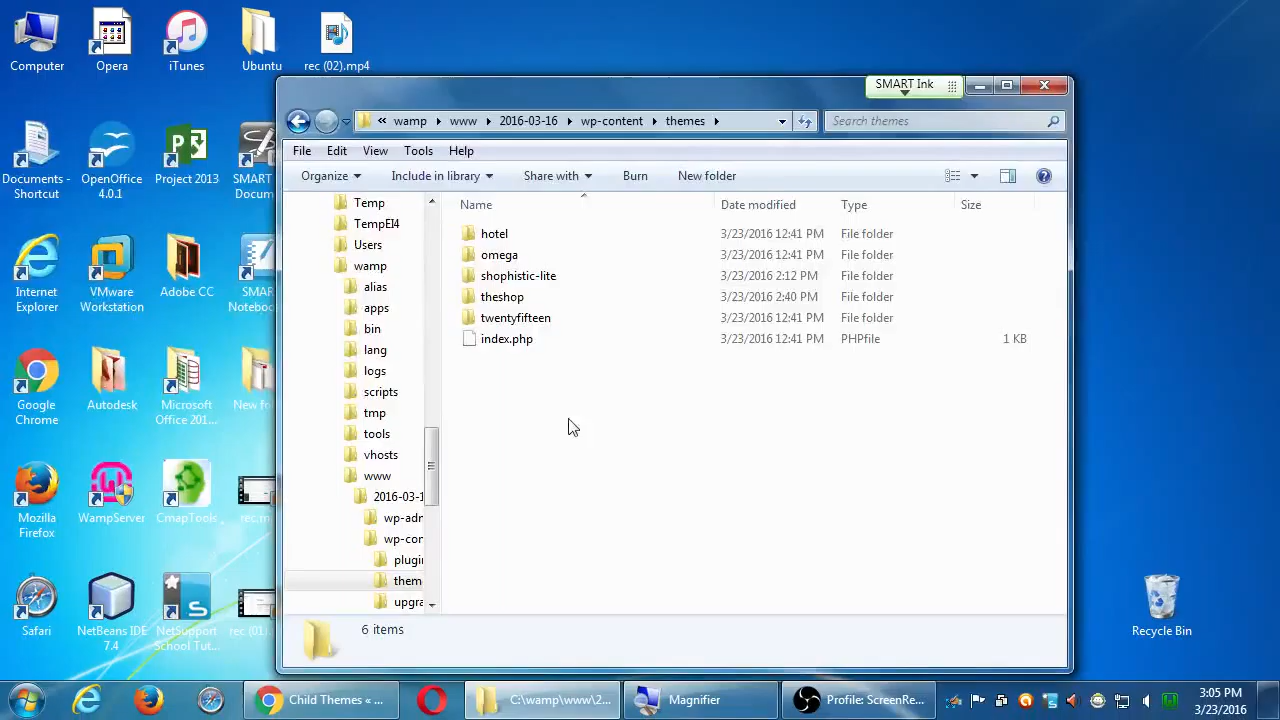 Computer
Opera
iTunes
Ubuntu
rec (02).mp4
Documents -
Shortcut
OpenOffice
4.0.1
Project 2013
SMART
Docum
Internet
Explorer
VMware
Workstation
Adobe CC
SMAR
Notebo
Google
Chrome
Autodesk
Microsoft
Office 201...
New fo
Mozilla
Firefox
WampServer
CmapTools
rec.m
Safari
NetBeans IDE
7.4
NetSupport
School Tut...
rec (01).
Recycle Bin
SMART Ink
wamp
www
2016-03-16
wp-content
themes
Search themes
File Edit View Tools Help
Organize
Include in library
Share with
Burn
New folder
Temp
TempEI4
Users
wamp
alias
apps
bin
lang
logs
scripts
tmp
tools
vhosts
www
2016-03-1
wp-adr
wp-con
plugin
them
upgra
Name Date modified Type Size
hotel 3/23/2016 12:41 PM File folder
omega 3/23/2016 12:41 PM File folder
shophistic-lite 3/23/2016 2:12 PM File folder
theshop 3/23/2016 2:40 PM File folder
twentyfifteen 3/23/2016 12:41 PM File folder
index.php 3/23/2016 12:41 PM PHPfile 1 KB
6 items
Child Themes « ...
C:\wamp\www\2...
Magnifier
Profile: ScreenRe...
3:05 PM
3/23/2016